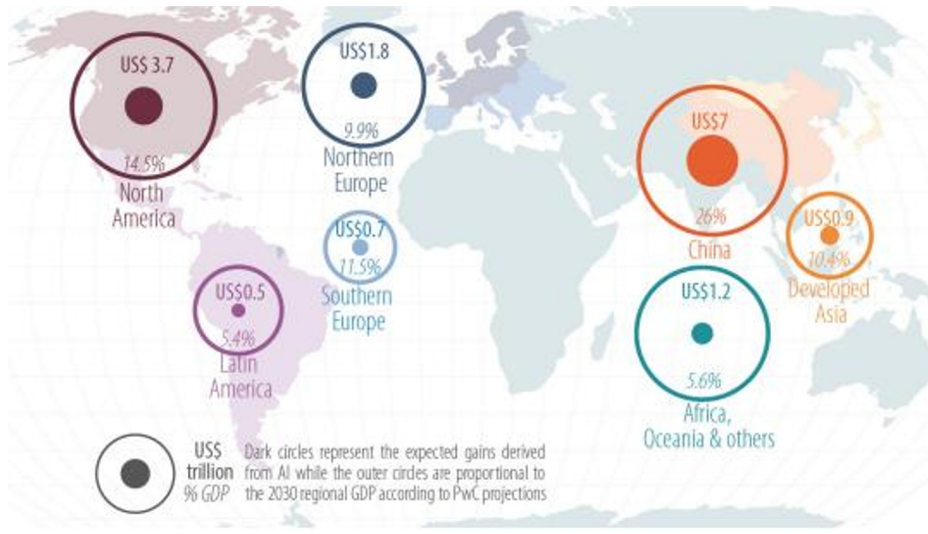 US$ 3.7
14.5%
North
America
US$1.8
9.9%
Northern
Europe
US$0.7
11.5%
Southern
Europe
US$0.5
5.4%
Latin
America
US$7
26%
China
US$0.9
10.4%
Developed
Asia
US$1.2
5.6%
Africa,
Oceania & others
US$
trillion
% GDP
Dark circles represent the expected gains derived
from AI while the outer circles are proportional to
the 2030 regional GDP according to PwC projections